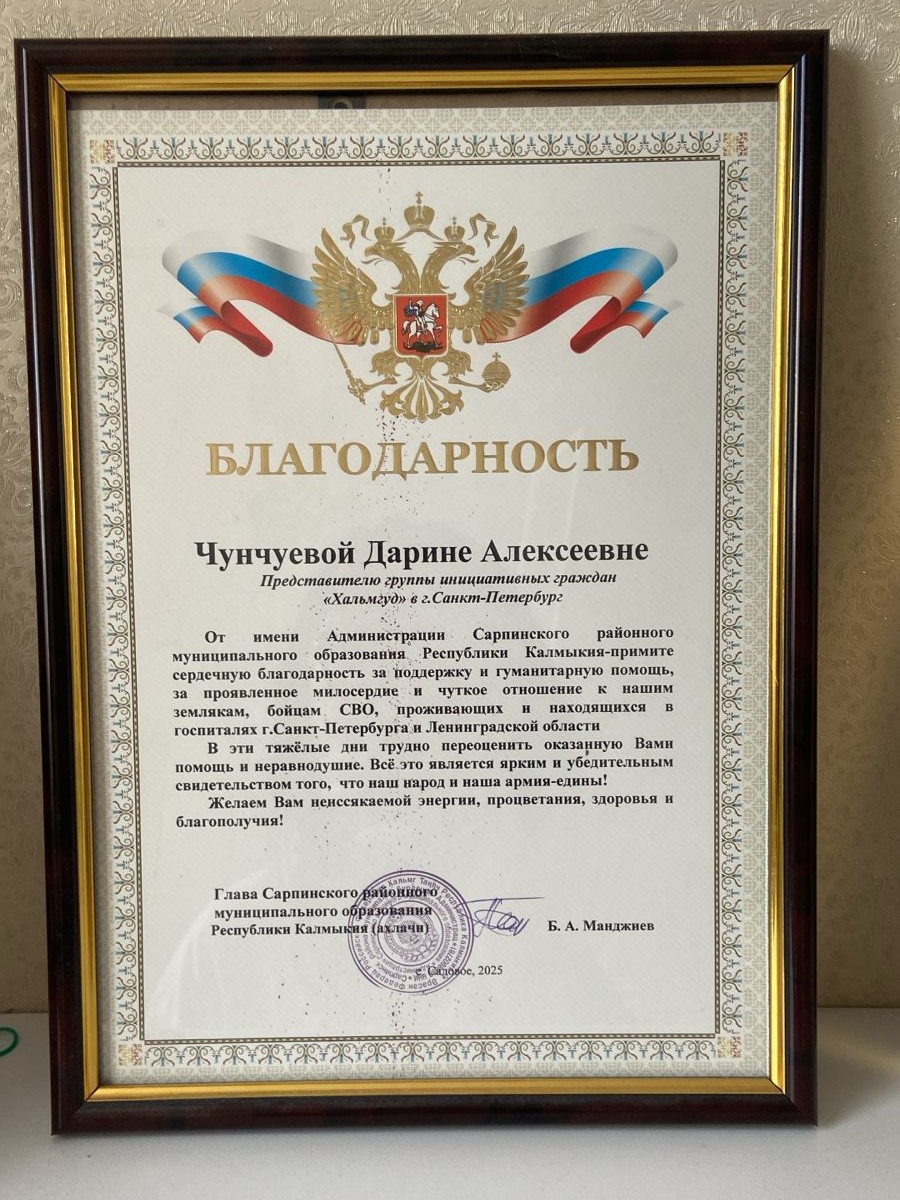 БЛАГОДАРНОСТЬ
Чунчуевой Дарине Алексеевне
Представителю группы инициативных граждан
«Хальмгуд» в г.Санкт-Петербург
От имени Администрации Сарпинского районного
муниципального образования Республики Калмыкия-примите
сердечную благодарность за поддержку и гуманитарную помощь,
за проявленное милосердие и чуткое отношение к нашим
землякам, бойцам СВО, проживающих и находящихся в
госпиталях г.Санкт-Петербурга и Ленинградской области
В эти тяжёлые дни трудно переоценить оказанную Вами
помощь и неравнодушие. Всё это является ярким и убедительным
свидетельством того, что наш народ и наша армия-едины!
Желаем Вам неиссякаемой энергии, процветания, здоровья и
благополучия!
Глава Сарпинского районного
муниципального образования
Республики Калмыкия (ахлачи)
Б. А. Манджиев
с. Садовое, 2025